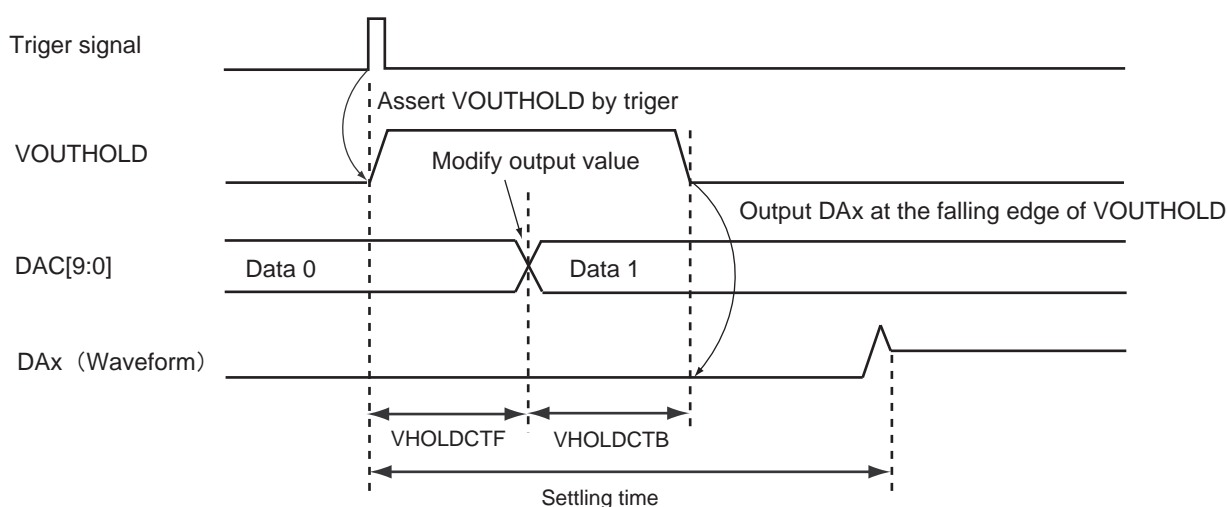 Triger signal
Assert VOUTHOLD by triger
VOUTHOLD
Modify output value
Output DAx at the falling edge of VOUTHOLD
DAC[9:0]
Data 0
Data 1
DAx（Waveform）
VHOLDCTF
VHOLDCTB
Settling time